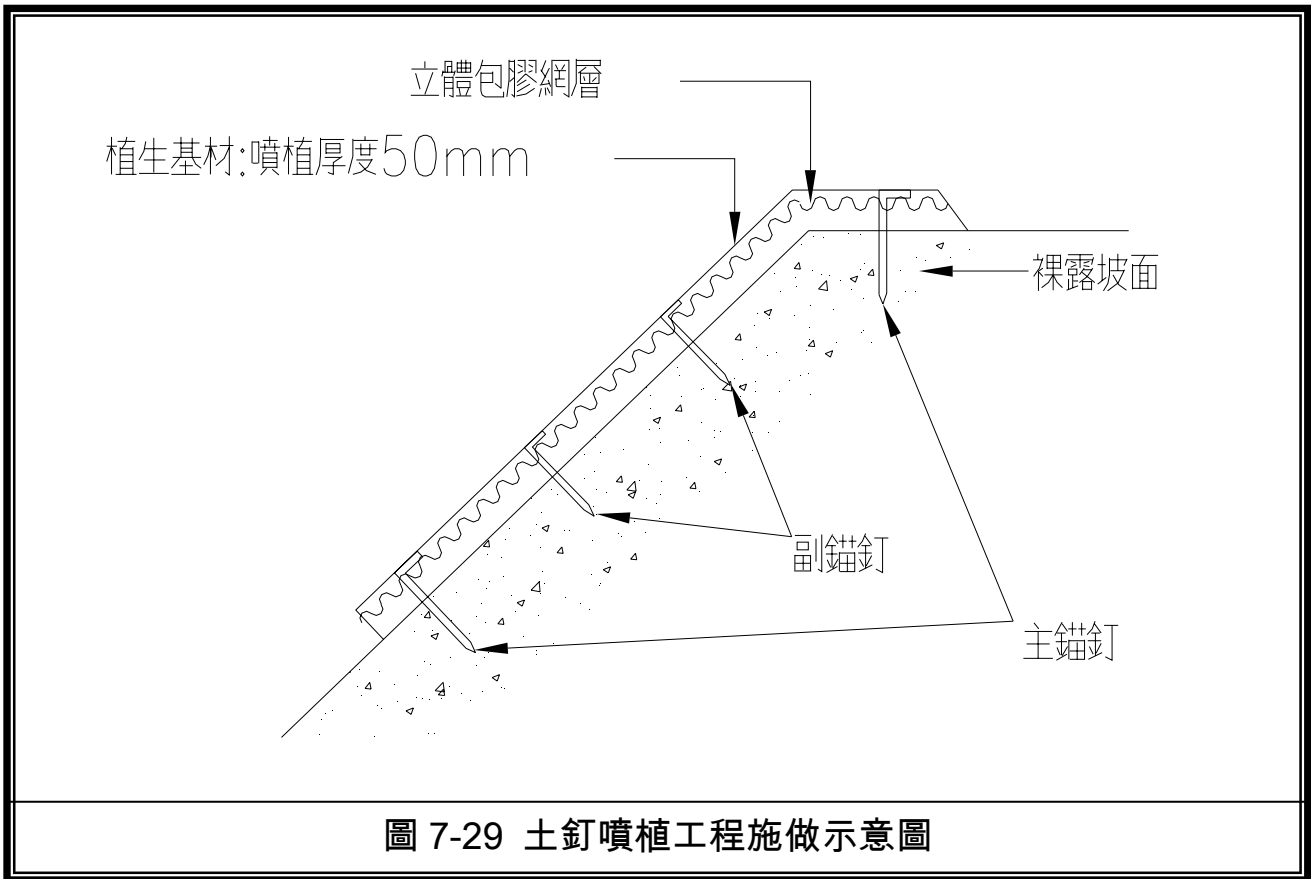 立體包膠網層
植生基材:噴植厚度50mm
裸露坡面
副錨釘
主錨釘
圖 7-29 土釘噴植工程施做示意圖